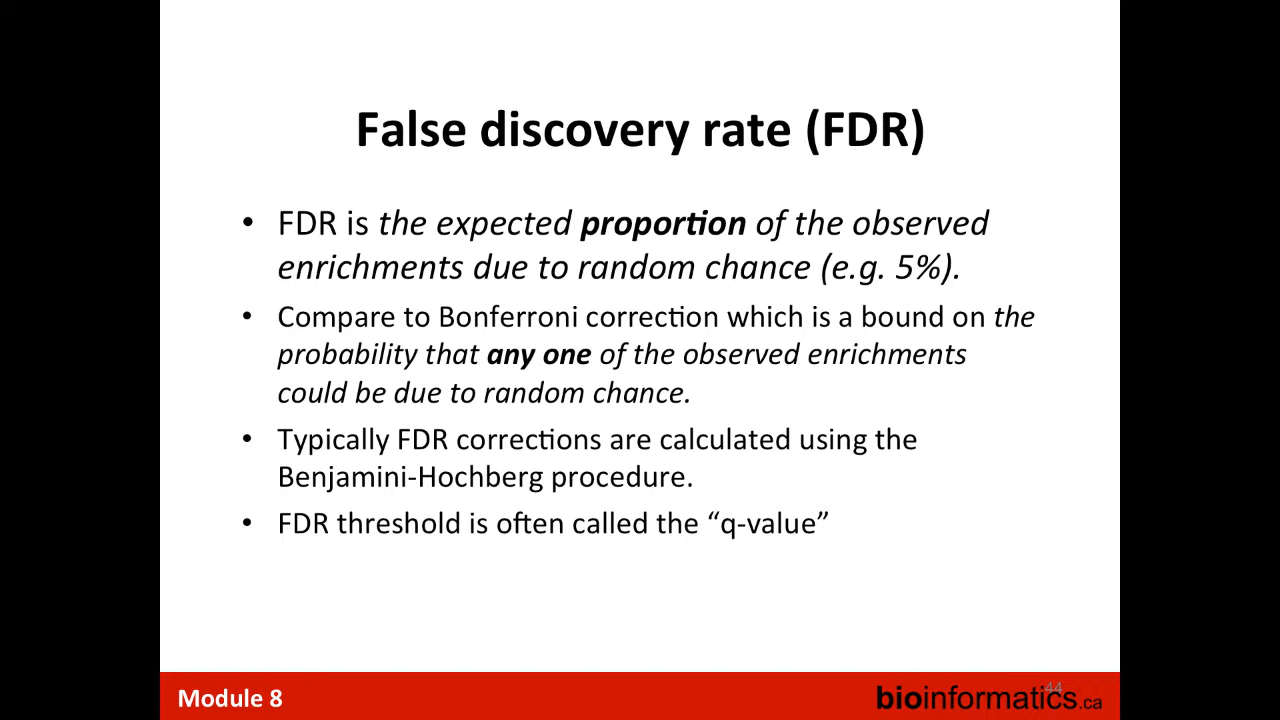 False discovery rate (FDR)
• FDR is the expected proportion of the observed
enrichments due to random chance (e.g. 5%).
• Compare to Bonferroni correction which is a bound on the
probability that any one of the observed enrichments
could be due to random chance.
• Typically FDR corrections are calculated using the
Benjamini-Hochberg procedure.
• FDR threshold is often called the “q-value”
Module 8
44
bioinformatics.ca